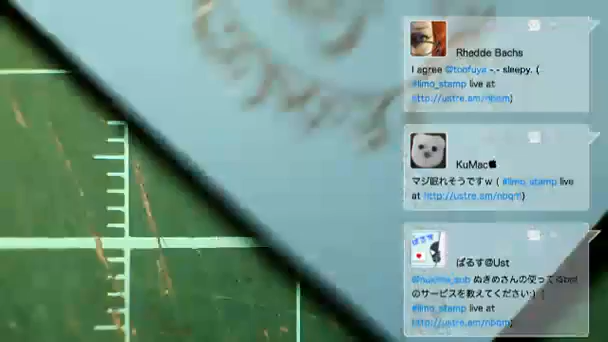 Rhedde Bachs
I agree @toofuya -.- sleepy. (
#limo_stamp live at
http://ustre.am/nbqm)
KuMac
マジ眠れそうですｗ ( #limo_stamp live
at http://ustre.am/nbqm)
ぱるす@Ust
ぬきめさんの使ってる
のサービスを教えてください:) (
#limo_stamp live at
http://ustre.am/nbqm)